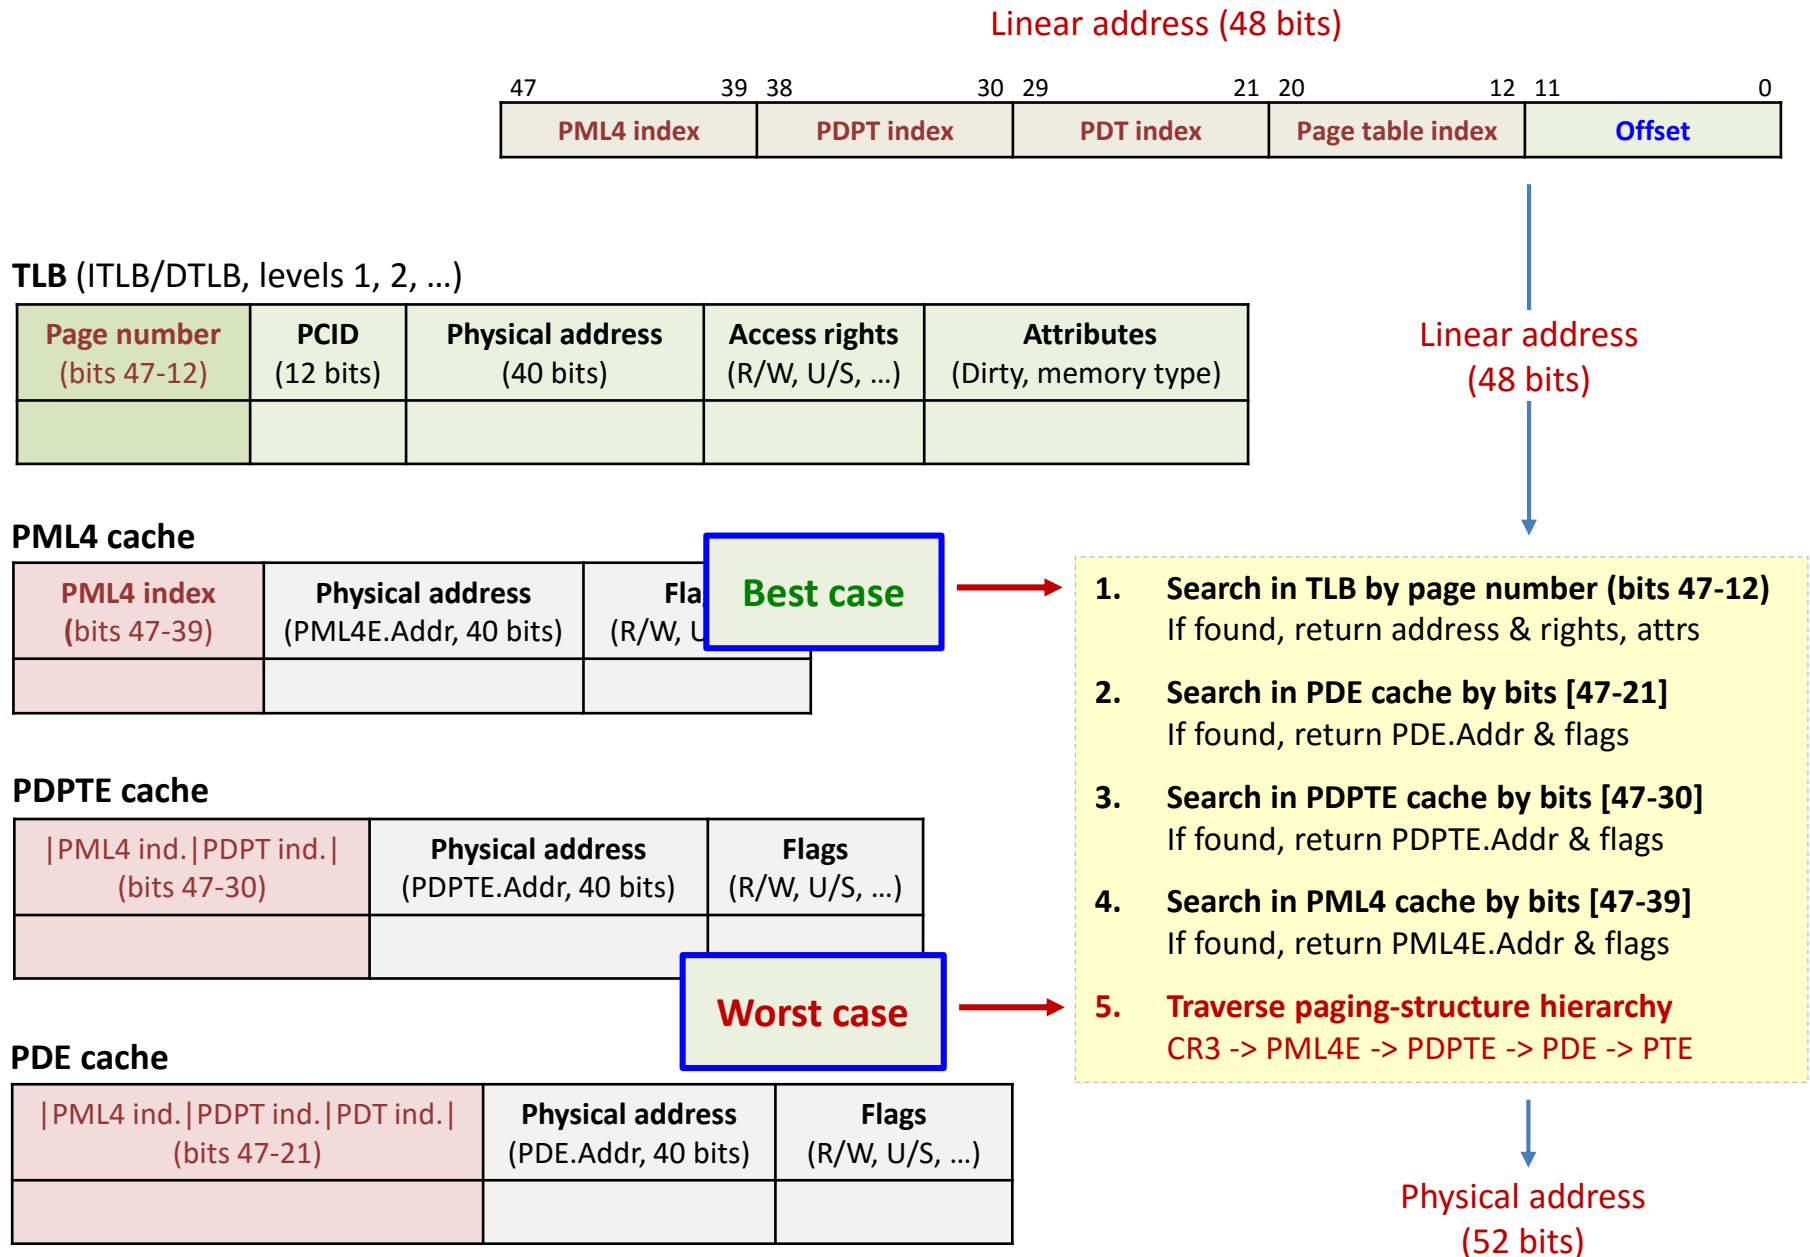 Linear address (48 bits)
47 39 38 30 29 21 20 12 11 0
PML4 index PDPT index PDT index Page table index Offset
TLB (ITLB/DTLB, levels 1, 2, …)
Page number PCID Physical address Access rights Attributes
(bits 47-12) (12 bits) (40 bits) (R/W, U/S, …) (Dirty, memory type)
Linear address
(48 bits)
PML4 cache
PML4 index Physical address
(bits 47-39) (PML4E.Addr, 40 bits) (R/W,
Best case
1. Search in TLB by page number (bits 47-12)
If found, return address & rights, attrs
2. Search in PDE cache by bits [47-21]
If found, return PDE.Addr & flags
3. Search in PDPTE cache by bits [47-30]
If found, return PDPTE.Addr & flags
4. Search in PML4 cache by bits [47-39]
If found, return PML4E.Addr & flags
5. Traverse paging-structure hierarchy
CR3 -> PML4E -> PDPTE -> PDE -> PTE
PDPTE cache
|PML4 ind.|PDPT ind.| Physical address Flags
(bits 47-30) (PDPTE.Addr, 40 bits) (R/W, U/S, …)
Worst case
PDE cache
|PML4 ind.|PDPT ind.|PDT ind.| Physical address Flags
(bits 47-21) (PDE.Addr, 40 bits) (R/W, U/S, …)
Physical address
(52 bits)